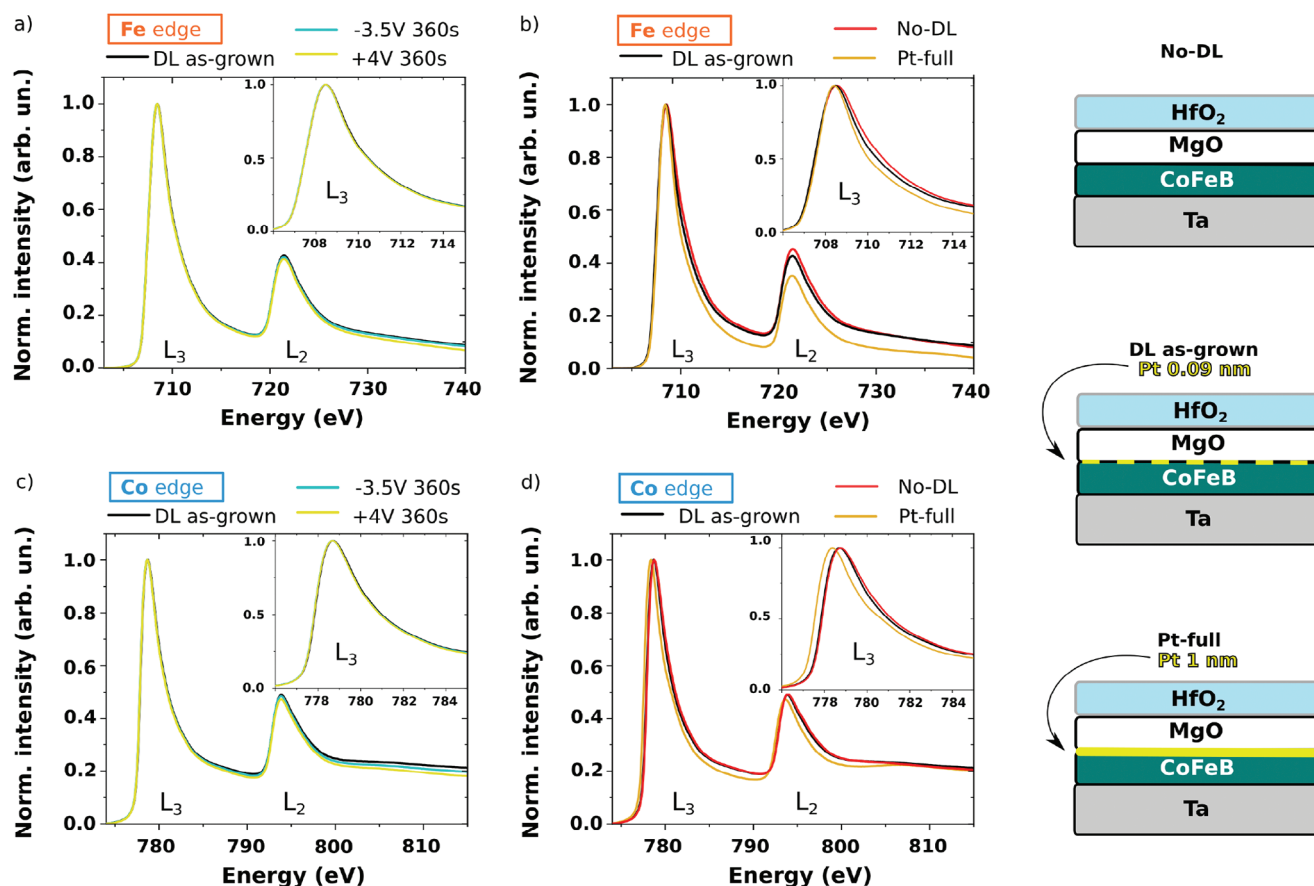 a)
Fe edge
-3.5V 360s
DL as-grown
+4V 360s
Norm. intensity (arb. un.)
1.0
0.8
0.6
0.4
0.2
0.0
1.0
0.5
0.0
L3
708 710 712 714
L3
L2
710 720 730 740
Energy (eV)
b)
Fe edge
No-DL
DL as-grown
Pt-full
Norm. intensity (arb. un.)
1.0
0.8
0.6
0.4
0.2
0.0
1.0
0.5
0.0
L3
708 710 712 714
L3
L2
710 720 730 740
Energy (eV)
No-DL
HfO2
MgO
CoFeB
Ta
DL as-grown
Pt 0.09 nm
HfO2
MgO
CoFeB
Ta
c)
Co edge
-3.5V 360s
DL as-grown
+4V 360s
Norm. intensity (arb. un.)
1.0
0.8
0.6
0.4
0.2
0.0
1.0
0.5
0.0
L3
778 780 782 784
L3
L2
780 790 800 810
Energy (eV)
d)
Co edge
No-DL
DL as-grown
Pt-full
Norm. intensity (arb. un.)
1.0
0.8
0.6
0.4
0.2
0.0
1.0
0.5
0.0
L3
778 780 782 784
L3
L2
780 790 800 810
Energy (eV)
Pt-full
Pt 1 nm
HfO2
MgO
CoFeB
Ta